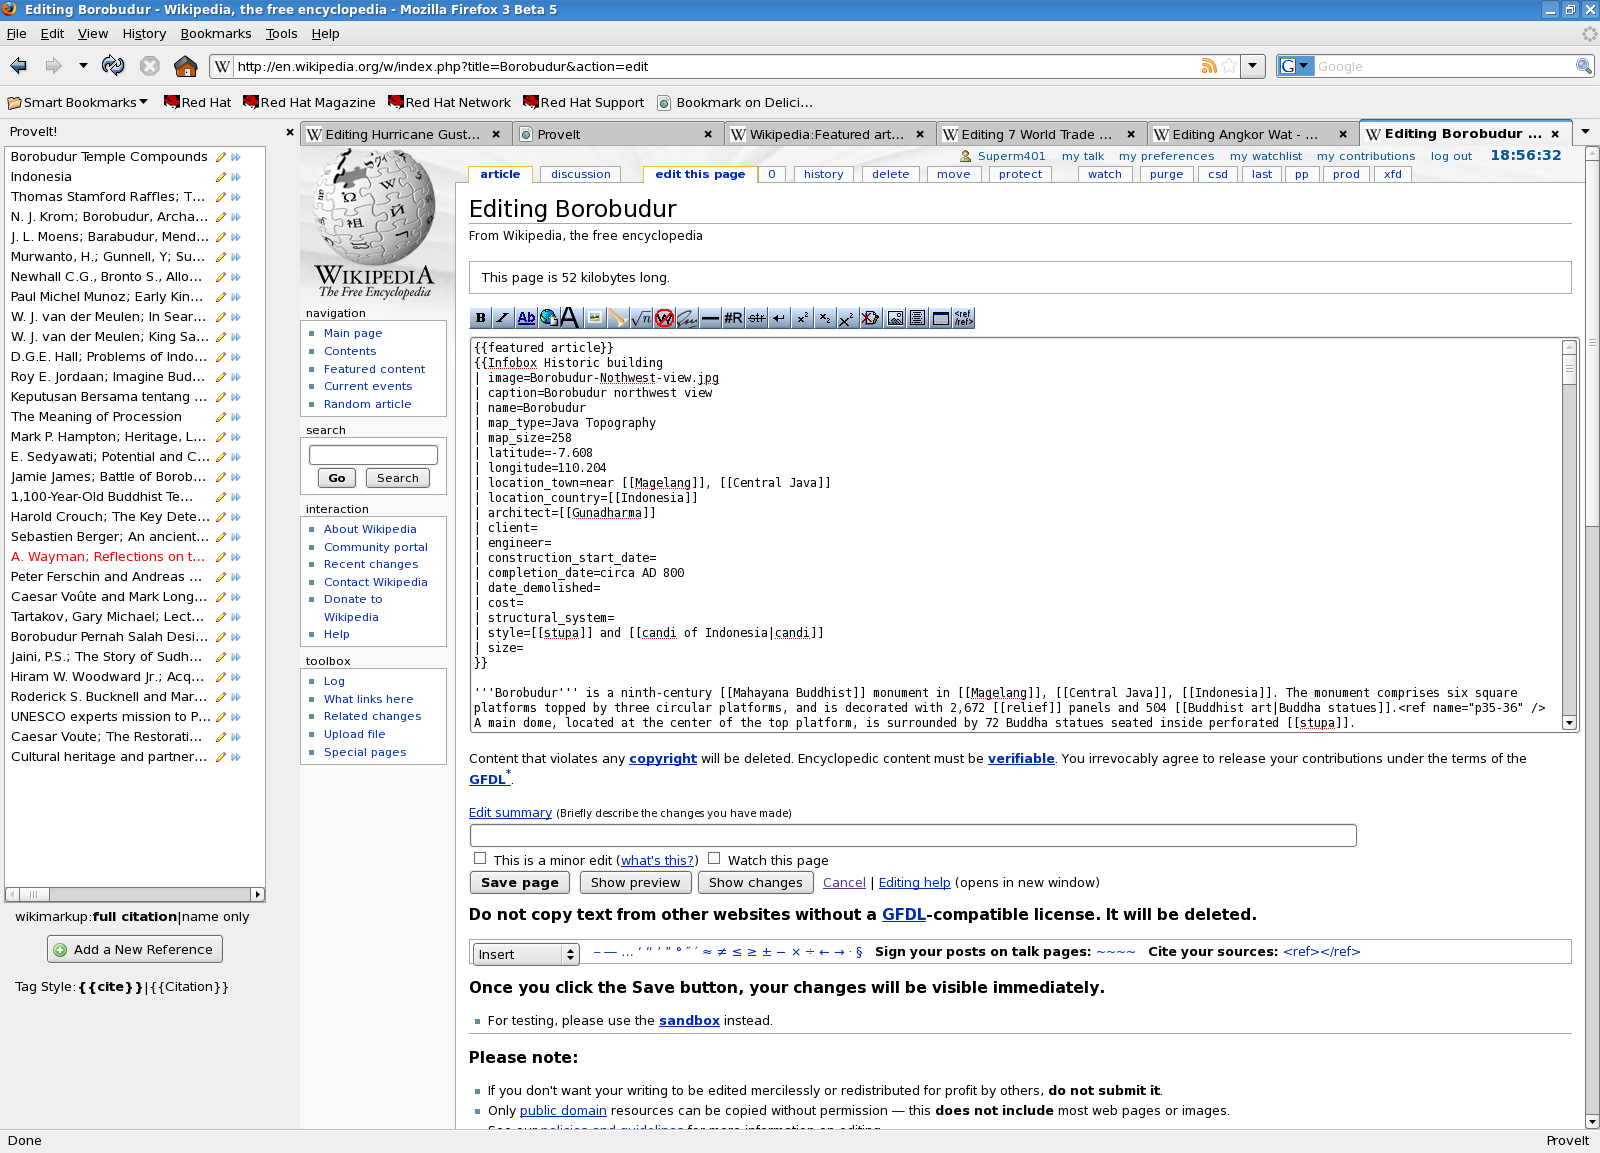 Editing Borobudur - Wikipedia, the free encyclopedia - Mozilla Firefox 3 Beta 5
File Edit View History Bookmarks Tools Help
http://en.wikipedia.org/w/index.php?title=Borobudur&action=edit
Google
Smart Bookmarks Red Hat Red Hat Magazine Red Hat Network Red Hat Support Bookmark on Delici...
ProveIt!
Borobudur Temple Compounds
Indonesia
Thomas Stamford Raffles; T...
N. J. Krom; Borobudur, Archa...
J. L. Moens; Barabudur, Mend...
Murwanto, H.; Gunnell, Y; Su...
Newhall C.G., Bronto S., Allo...
Paul Michel Munoz; Early Kin...
W. J. van der Meulen; In Sear...
W. J. van der Meulen; King Sa...
D.G.E. Hall; Problems of Indo...
Roy E. Jordaan; Imagine Bud...
Keputusan Bersama tentang ...
The Meaning of Procession
Mark P. Hampton; Heritage, L...
E. Sedyawati; Potential and C...
Jamie James; Battle of Borob...
1,100-Year-Old Buddhist Te...
Harold Crouch; The Key Dete...
Sebastien Berger; An ancient...
A. Wayman; Reflections on t...
Peter Ferschin and Andreas ...
Caesar Voûte and Mark Long...
Tartakov, Gary Michael; Lect...
Borobudur Pernah Salah Desi...
Jaini, P.S.; The Story of Sudh...
Hiram W. Woodward Jr.; Acq...
Roderick S. Bucknell and Mar...
UNESCO experts mission to P...
Caesar Voute; The Restorati...
Cultural heritage and partner...
wikimarkup:full citation|name only
Add a New Reference
Tag Style:{{cite}}|{{Citation}}
Editing Hurricane Gust... ProveIt Wikipedia:Featured art... Editing 7 World Trade ... Editing Angkor Wat - ... Editing Borobudur ...
Superm401 my talk my preferences my watchlist my contributions log out 18:56:32
article discussion edit this page 0 history delete move protect watch purge csd last pp prod xfd
WIKIPEDIA
The Free Encyclopedia
navigation
Main page
Contents
Featured content
Current events
Random article
search
Go Search
interaction
About Wikipedia
Community portal
Recent changes
Contact Wikipedia
Donate to
Wikipedia
Help
toolbox
Log
What links here
Related changes
Upload file
Special pages
Editing Borobudur
From Wikipedia, the free encyclopedia
This page is 52 kilobytes long.
B I Ab A √n #R str x² x₂ x² <ref </ref>
{{featured article}}
{{Infobox Historic building
| image=Borobudur-Nothwest-view.jpg
| caption=Borobudur northwest view
| name=Borobudur
| map_type=Java Topography
| map_size=258
| latitude=-7.608
| longitude=110.204
| location_town=near [[Magelang]], [[Central Java]]
| location_country=[[Indonesia]]
| architect=[[Gunadharma]]
| client=
| engineer=
| construction_start_date=
| completion_date=circa AD 800
| date_demolished=
| cost=
| structural_system=
| style=[[stupa]] and [[candi of Indonesia|candi]]
| size=
}}
'''Borobudur''' is a ninth-century [[Mahayana Buddhist]] monument in [[Magelang]], [[Central Java]], [[Indonesia]]. The monument comprises six square
platforms topped by three circular platforms, and is decorated with 2,672 [[relief]] panels and 504 [[Buddhist art|Buddha statues]].<ref name="p35-36" />
A main dome, located at the center of the top platform, is surrounded by 72 Buddha statues seated inside perforated [[stupa]].
Content that violates any copyright will be deleted. Encyclopedic content must be verifiable. You irrevocably agree to release your contributions under the terms of the
GFDL*.
Edit summary (Briefly describe the changes you have made)
This is a minor edit (what's this?) Watch this page
Save page Show preview Show changes Cancel | Editing help (opens in new window)
Do not copy text from other websites without a GFDL-compatible license. It will be deleted.
Insert – — … ‘ “ ’ ” ° ″ ′ ≈ ≠ ≤ ≥ ± − × ÷ ← → · § Sign your posts on talk pages: ~~~~ Cite your sources: <ref></ref>
Once you click the Save button, your changes will be visible immediately.
For testing, please use the sandbox instead.
Please note:
If you don't want your writing to be edited mercilessly or redistributed for profit by others, do not submit it.
Only public domain resources can be copied without permission — this does not include most web pages or images.
See our policies and guidelines for more information on editing.
Done ProveIt